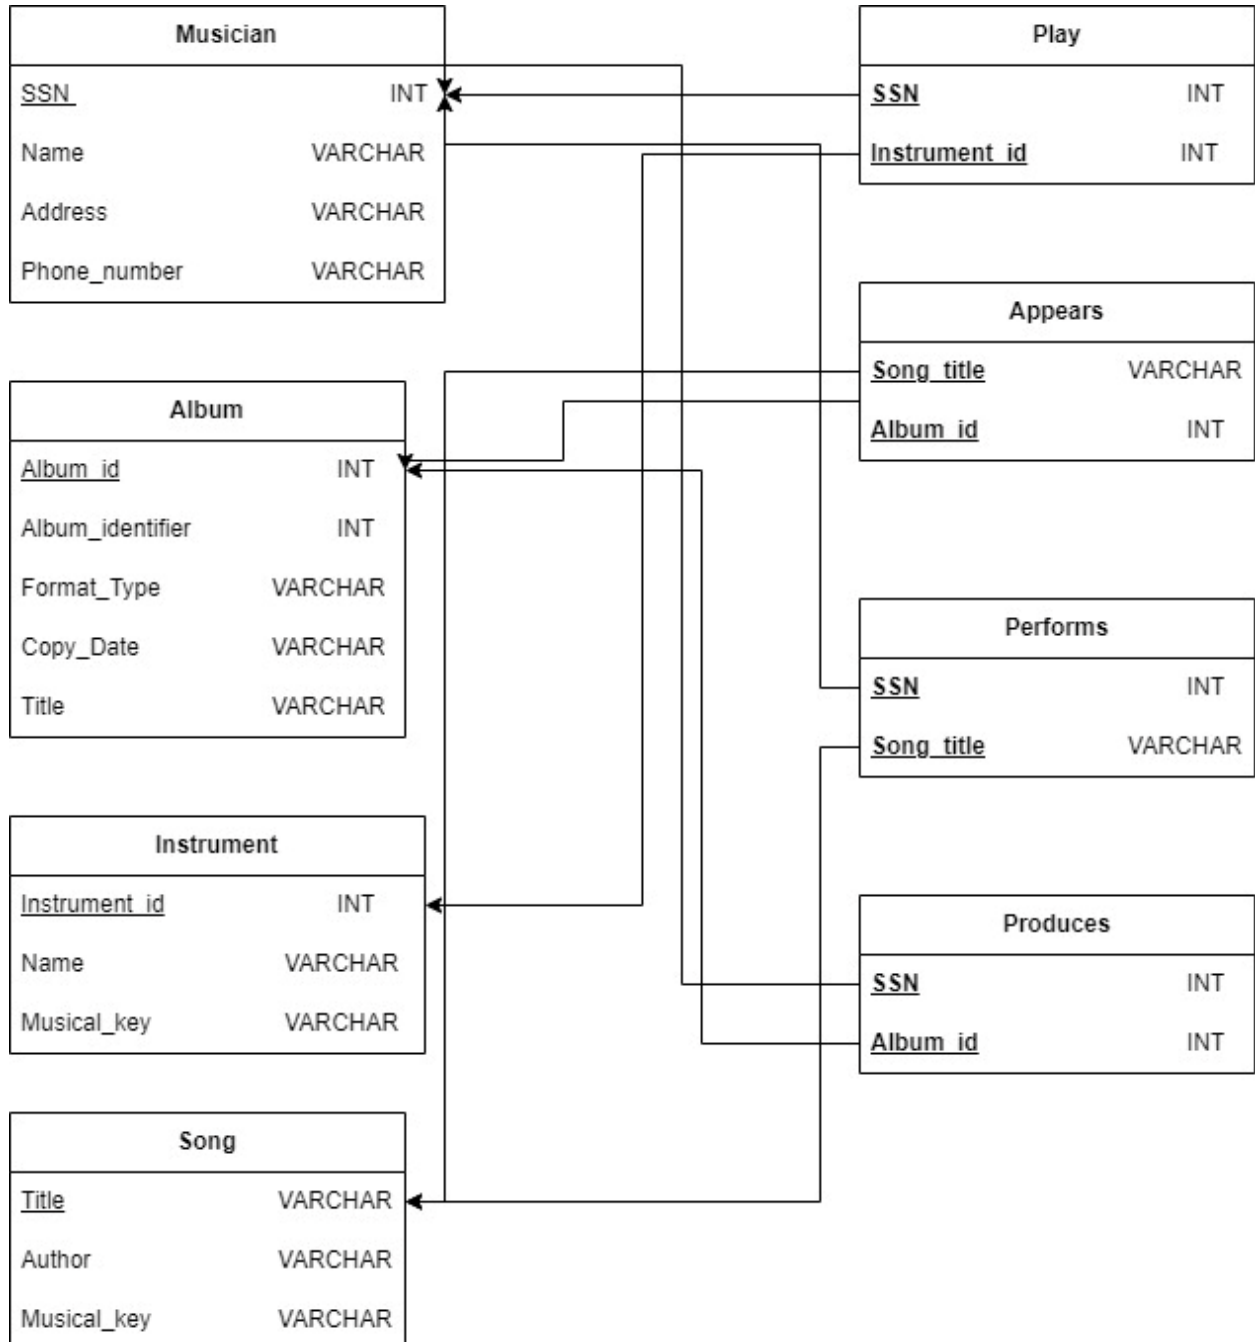 Musician
SSN INT
Name VARCHAR
Address VARCHAR
Phone_number VARCHAR
Album
Album_id INT
Album_identifier INT
Format_Type VARCHAR
Copy_Date VARCHAR
Title VARCHAR
Instrument
Instrument_id INT
Name VARCHAR
Musical_key VARCHAR
Song
Title VARCHAR
Author VARCHAR
Musical_key VARCHAR
Play
SSN INT
Instrument_id INT
Appears
Song_title VARCHAR
Album_id INT
Performs
SSN INT
Song_title VARCHAR
Produces
SSN INT
Album_id INT